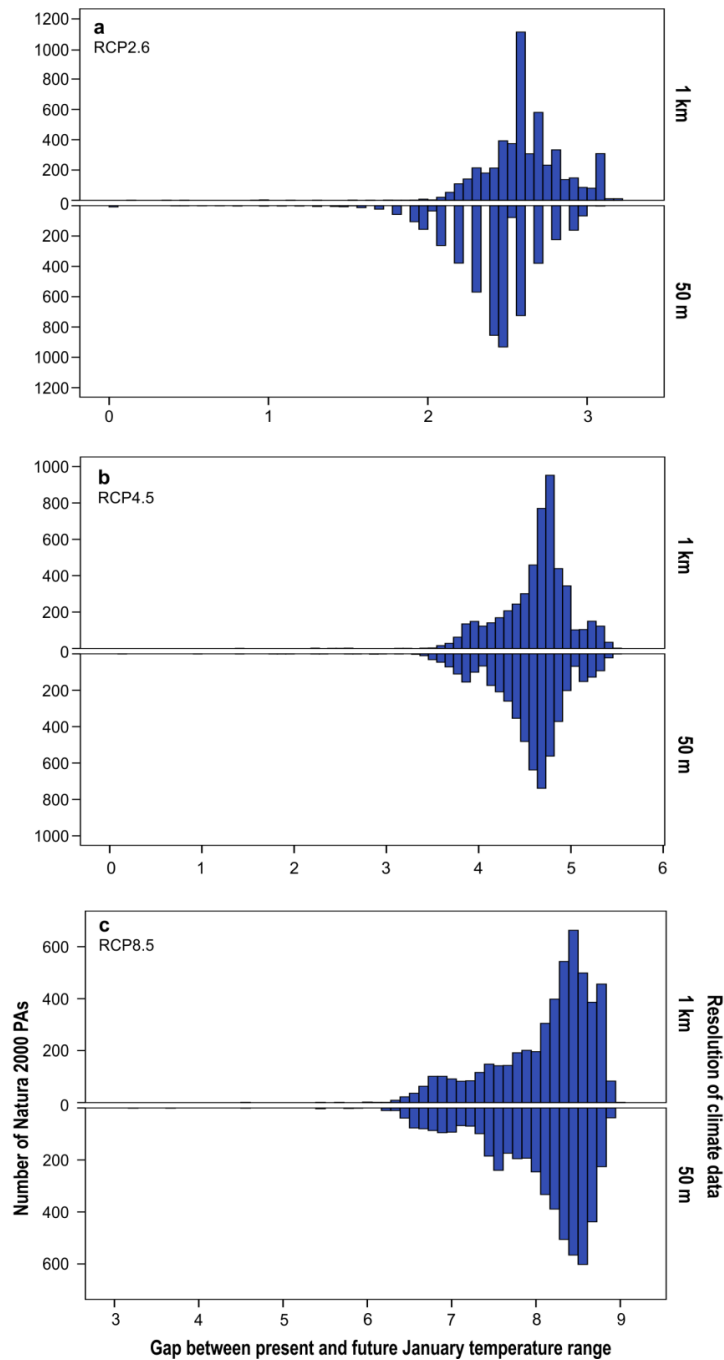 a
RCP2.6
1200
1000
800
600
400
200
0
200
400
600
800
1000
1200
1 km
50 m
0 1 2 3
b
RCP4.5
1000
800
600
400
200
0
200
400
600
800
1000
1 km
50 m
0 1 2 3 4 5 6
c
RCP8.5
600
400
200
0
200
400
600
1 km
50 m
Number of Natura 2000 PAs
Resolution of climate data
3 4 5 6 7 8 9
Gap between present and future January temperature range